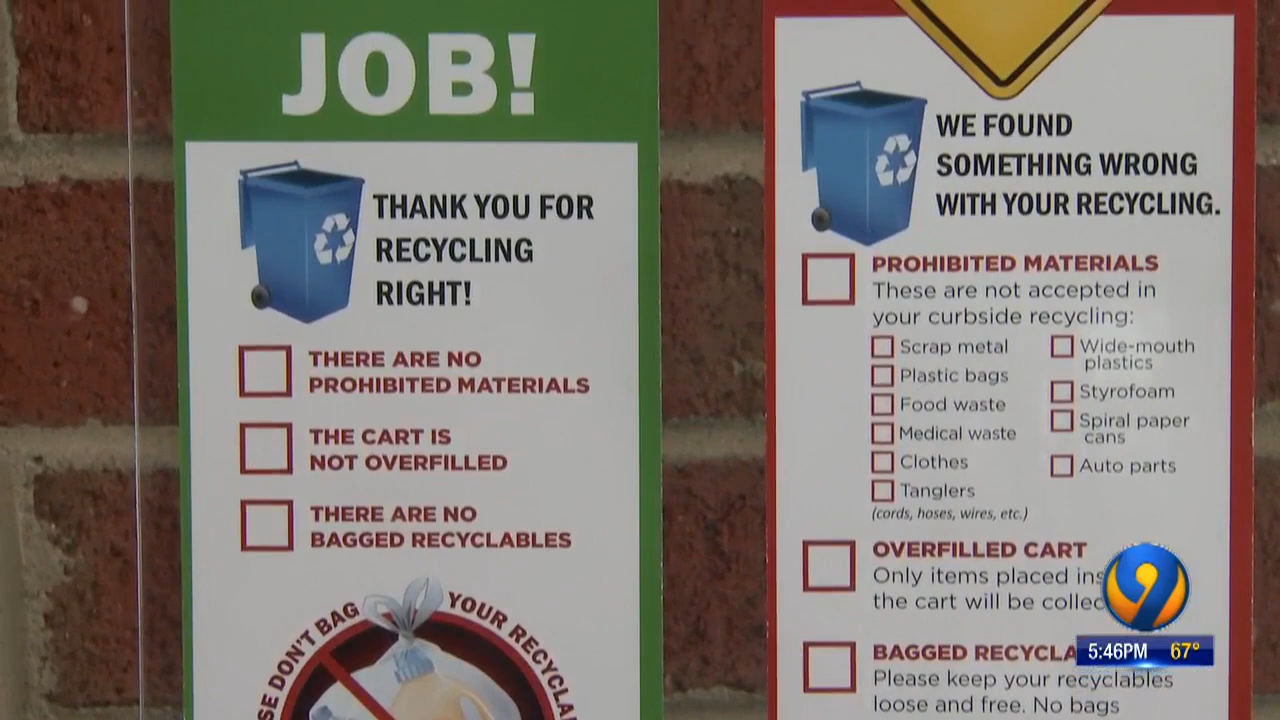 JOB!
THANK YOU FOR
RECYCLING
RIGHT!
THERE ARE NO
PROHIBITED MATERIALS
THE CART IS
NOT OVERFILLED
THERE ARE NO
BAGGED RECYCLABLES
DON'T BAG
YOUR
WE FOUND
SOMETHING WRONG
WITH YOUR RECYCLING.
PROHIBITED MATERIALS
These are not accepted in
your curbside recycling:
Scrap metal
Plastic bags
Food waste
Medical waste
Clothes
Tanglers
(cords, hoses, wires, etc.)
Wide-mouth
plastics
Styrofoam
Spiral paper
cans
Auto parts
OVERFILLED CART
Only items placed
the cart will be
BAGGED
Please keep your recyclables
loose and free. No bags
9
5:46PM 67°